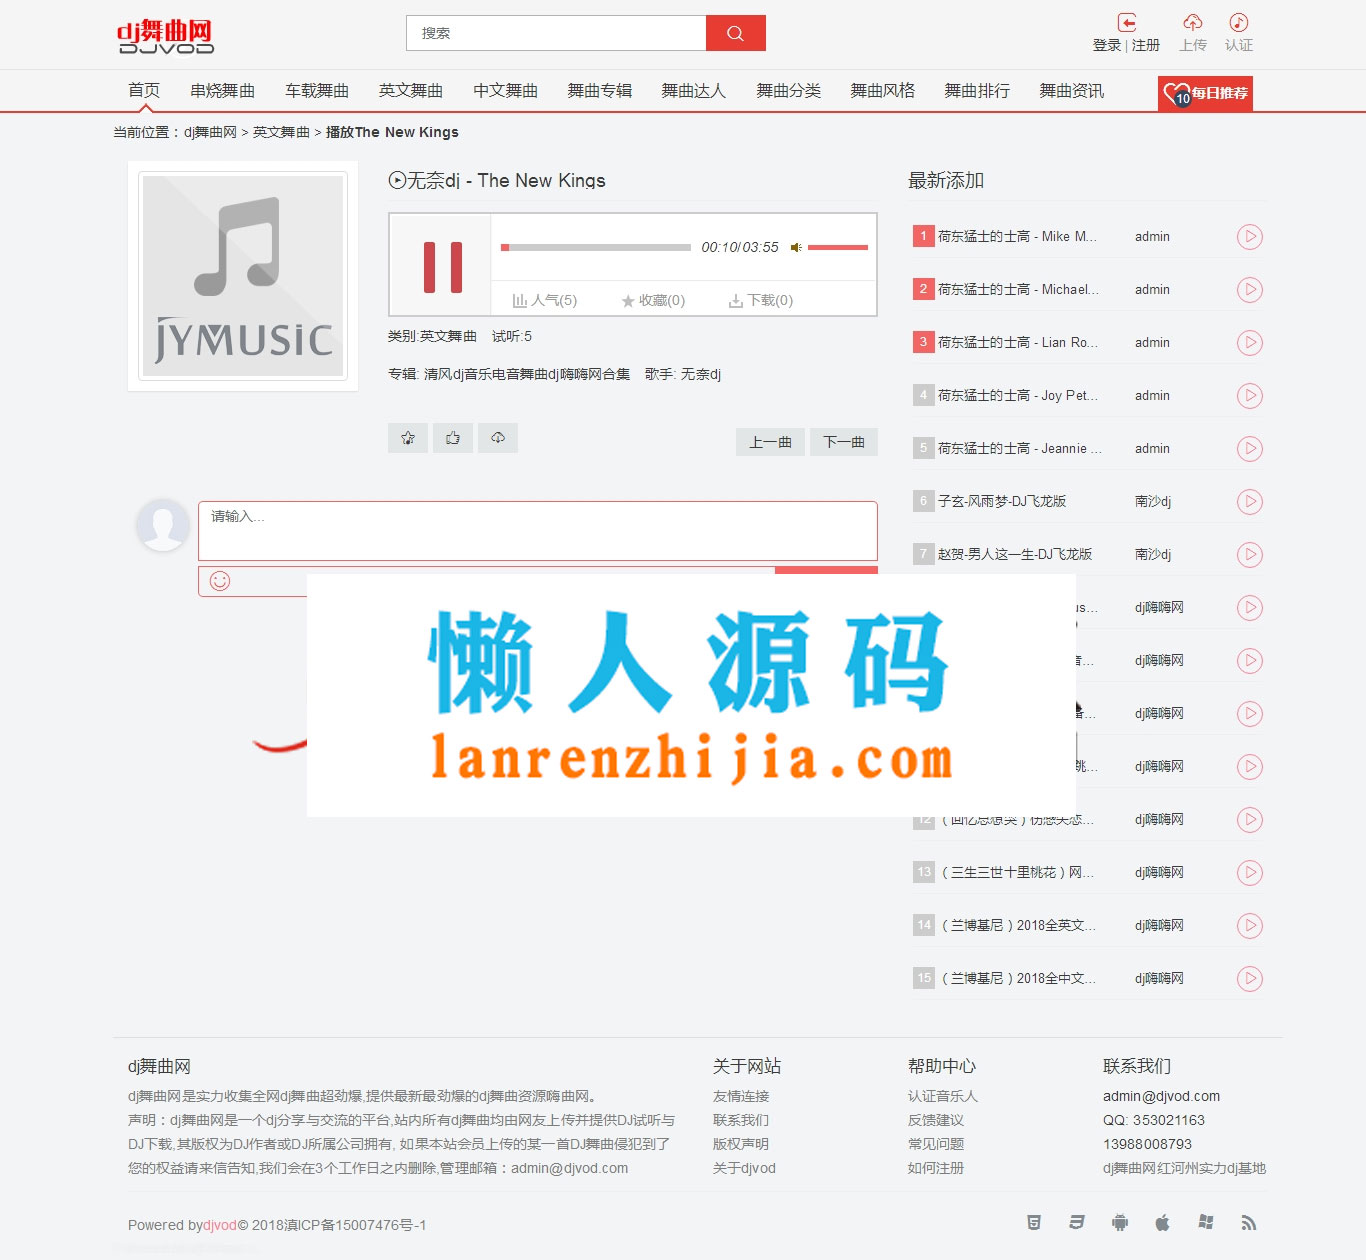 dj舞曲网
DJVOD
搜索
登录 | 注册
上传
认证
首页 串烧舞曲 车载舞曲 英文舞曲 中文舞曲 舞曲专辑 舞曲达人 舞曲分类 舞曲风格 舞曲排行 舞曲资讯
10 每日推荐
当前位置：dj舞曲网 > 英文舞曲 > 播放The New Kings
JYMUSIC
无奈dj - The New Kings
00:10/03:55
人气(5) 收藏(0) 下载(0)
类别:英文舞曲 试听:5
专辑: 清风dj音乐电音舞曲dj嗨嗨网合集 歌手: 无奈dj
上一曲 下一曲
请输入...
最新添加
1 荷东猛士的士高 - Mike M... admin
2 荷东猛士的士高 - Michael... admin
3 荷东猛士的士高 - Lian Ro... admin
4 荷东猛士的士高 - Joy Pet... admin
5 荷东猛士的士高 - Jeannie ... admin
6 子玄-风雨梦-DJ飞龙版 南沙dj
7 赵贺-男人这一生-DJ飞龙版 南沙dj
us... dj嗨嗨网
音... dj嗨嗨网
dj嗨嗨网
跳... dj嗨嗨网
12 dj嗨嗨网
13 （三生三世十里桃花）网... dj嗨嗨网
14 （兰博基尼）2018全英文... dj嗨嗨网
15 （兰博基尼）2018全中文... dj嗨嗨网
懒人源码
lanrenzhijia.com
dj舞曲网
dj舞曲网是实力收集全网dj舞曲超劲爆,提供最新最劲爆的dj舞曲资源嗨曲网。
声明：dj舞曲网是一个dj分享与交流的平台,站内所有dj舞曲均由网友上传并提供DJ试听与
DJ下载,其版权为DJ作者或DJ所属公司拥有, 如果本站会员上传的某一首DJ舞曲侵犯到了
您的权益请来信告知,我们会在3个工作日之内删除,管理邮箱：admin@djvod.com
关于网站
友情连接
联系我们
版权声明
关于djvod
帮助中心
认证音乐人
反馈建议
常见问题
如何注册
联系我们
admin@djvod.com
QQ: 353021163
13988008793
dj舞曲网红河州实力dj基地
Powered bydjvod© 2018滇ICP备15007476号-1